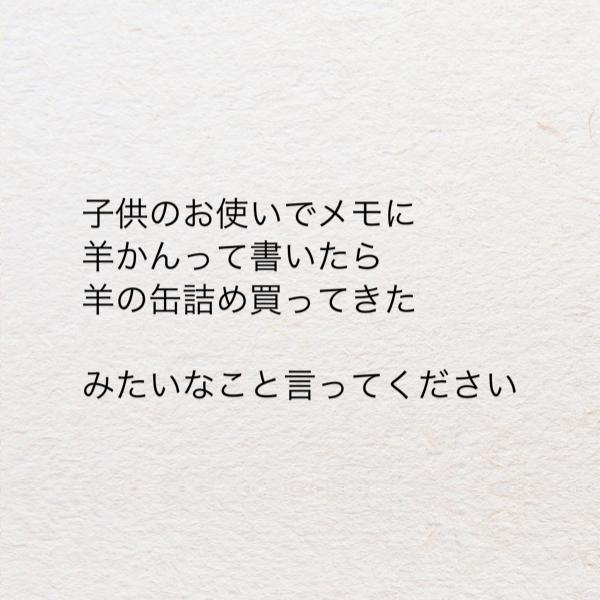 子供のお使いでメモに
羊かんって書いたら
羊の缶詰め買ってきた
みたいなこと言ってください